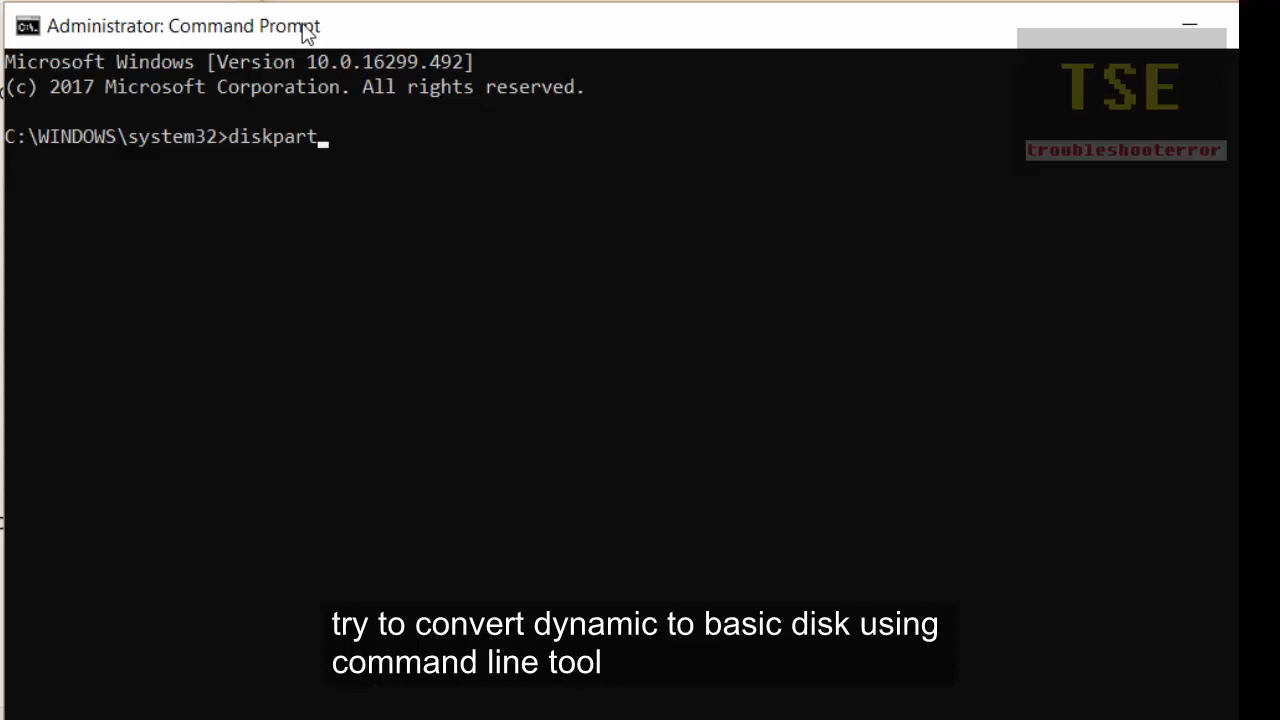 Administrator: Command Prompt
Microsoft Windows [Version 10.0.16299.492]
(c) 2017 Microsoft Corporation. All rights reserved.
C:\WINDOWS\system32>diskpart
TSE
troubleshooterror
try to convert dynamic to basic disk using
command line tool